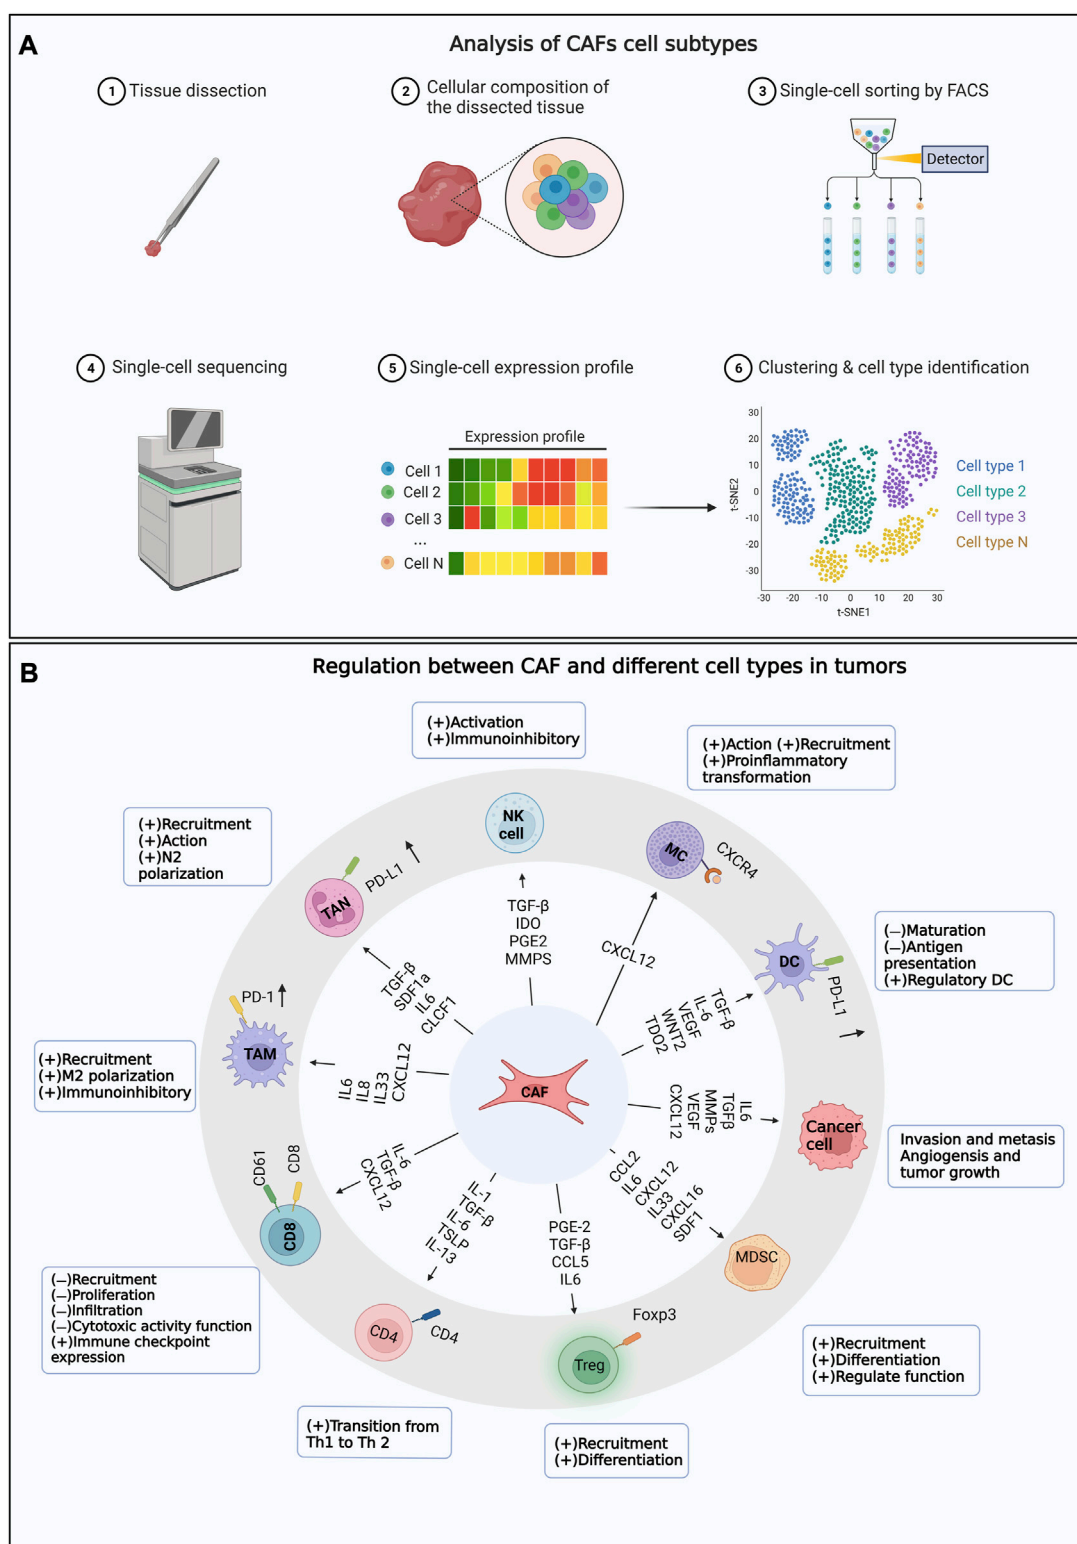 A
Analysis of CAFs cell subtypes
1 Tissue dissection
2 Cellular composition of
the dissected tissue
3 Single-cell sorting by FACS
Detector
4 Single-cell sequencing
5 Single-cell expression profile
Expression profile
Cell 1
Cell 2
Cell 3
...
Cell N
6 Clustering & cell type identification
30
20
10
0
-10
-20
-30
t-SNE2
-30 -20 -10 0 10 20 30
t-SNE1
Cell type 1
Cell type 2
Cell type 3
Cell type N
B
Regulation between CAF and different cell types in tumors
(+)Activation
(+)Immunoinhibitory
(+)Action (+)Recruitment
(+)Proinflammatory
transformation
(+)Recruitment
(+)Action
(+)N2
polarization
NK
cell
MC
CXCR4
TAN
PD-L1
TGF-β
IDO
PGE2
MMPS
CXCL12
DC
PD-L1
(—)Maturation
(—)Antigen
presentation
(+)Regulatory DC
TGF-β
SDF1a
IL6
CLCF1
TGF-β
IL-6
VEGF
WNT2
TDO2
PD-1
TAM
(+)Recruitment
(+)M2 polarization
(+)Immunoinhibitory
CXCL12
IL33
IL8
IL6
CAF
IL6
TGFβ
MMPs
VEGF
CXCL12
Cancer
cell
Invasion and metasis
Angiogensis and
tumor growth
CD61
CD8
CD8
IL-6
TGF-β
CXCL12
IL-1
TGF-β
IL-6
TSLP
IL-13
PGE-2
TGF-β
CCL5
IL6
CCL2
IL6
CXCL12
IL33
CXCL16
SDF1
MDSC
(—)Recruitment
(—)Proliferation
(—)Infiltration
(—)Cytotoxic activity function
(+)Immune checkpoint
expression
CD4
CD4
Foxp3
Treg
(+)Recruitment
(+)Differentiation
(+)Regulate function
(+)Transition from
Th1 to Th 2
(+)Recruitment
(+)Differentiation